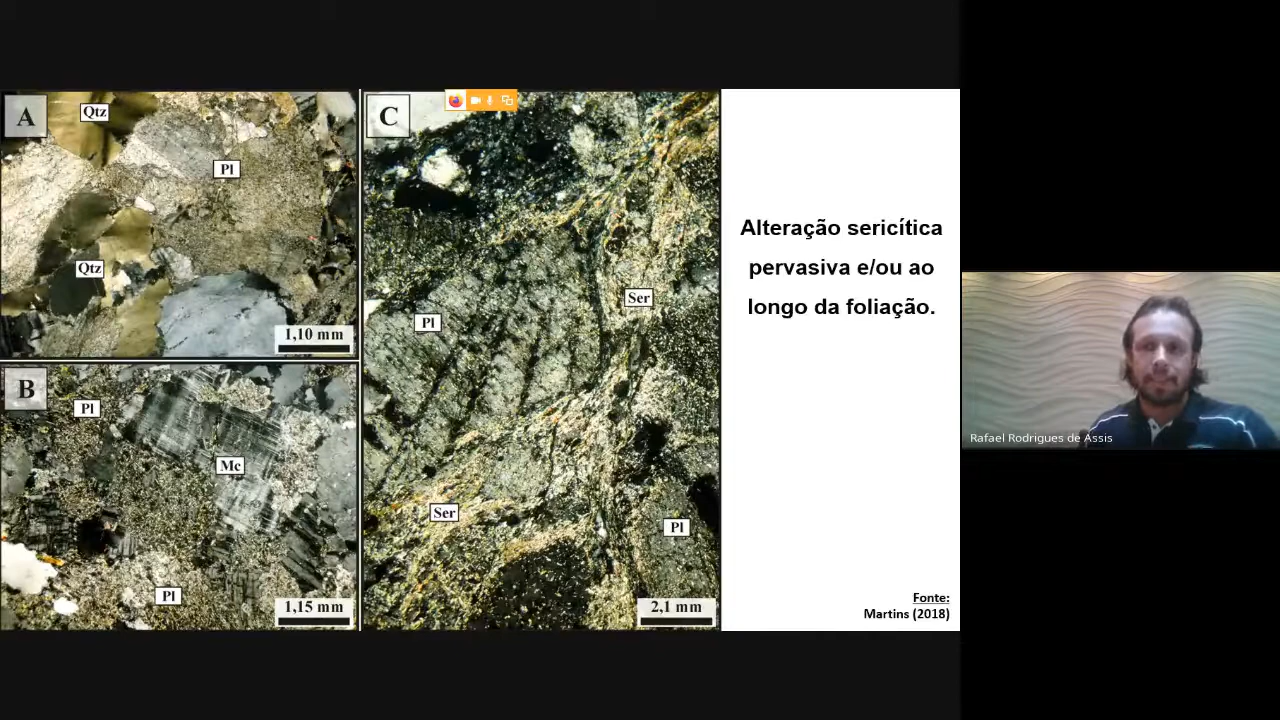 A
Qtz
Pl
Qtz
1,10 mm
B
Pl
Mc
Pl
1,15 mm
C
Ser
Pl
Ser
Pl
2,1 mm
Alteração sericítica
pervasiva e/ou ao
longo da foliação.
Fonte:
Martins (2018)
Rafael Rodrigues de Assis